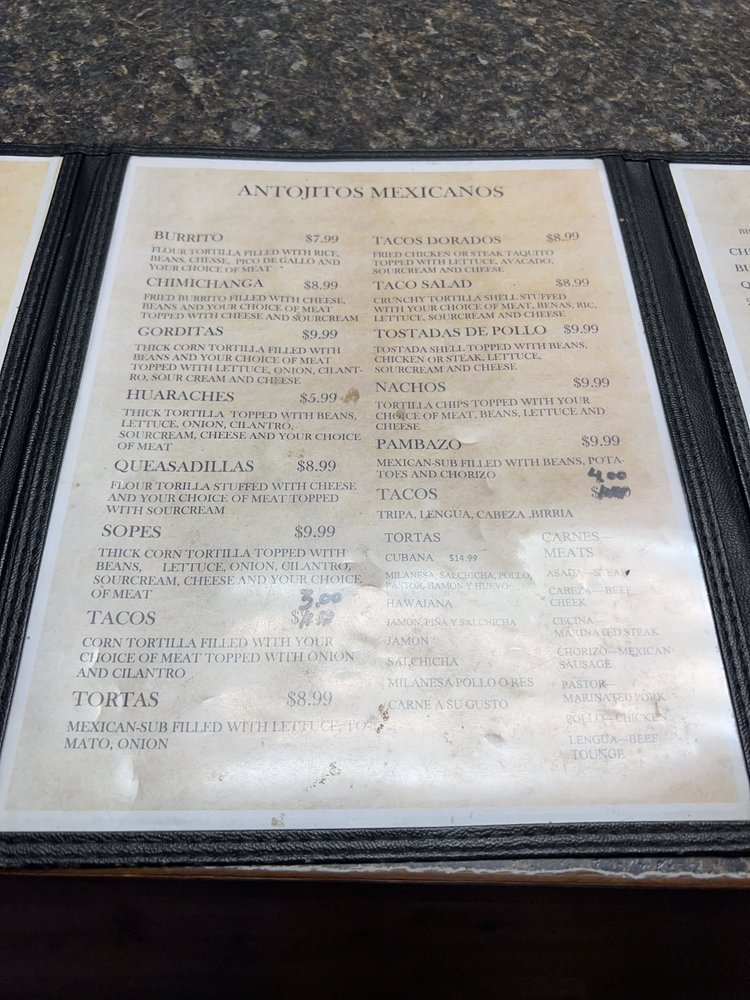 ANTOJITOS MEXICANOS
BURRITO $7.99
FLOUR TORTILLA FILLED WITH RICE,
BEANS, CHESSE, PICO DE GALLO AND
YOUR CHOICE OF MEAT
CHIMICHANGA $8.99
FRIED BURRITO FILLED WITH CHEESE,
BEANS AND YOUR CHOICE OF MEAT
TOPPED WITH CHEESE AND SOURCREAM
GORDITAS $9.99
THICK CORN TORTILLA FILLED WITH
BEANS AND YOUR CHOICE OF MEAT
TOPPED WITH LETTUCE, ONION, CILANT-
RO, SOUR CREAM AND CHEESE
HUARACHES $5.99
THICK TORTILLA TOPPED WITH BEANS,
LETTUCE, ONION, CILANTRO,
SOURCREAM, CHEESE AND YOUR CHOICE
OF MEAT
QUEASADILLAS $8.99
FLOUR TORILLA STUFFED WITH CHEESE
AND YOUR CHOICE OF MEAT TOPPED
WITH SOURCREAM
SOPES $9.99
THICK CORN TORTILLA TOPPED WITH
BEANS, LETTUCE, ONION, CILANTRO,
SOURCREAM, CHEESE AND YOUR CHOICE
OF MEAT
3.00
TACOS $
CORN TORTILLA FILLED WITH YOUR
CHOICE OF MEAT TOPPED WITH ONION
AND CILANTRO
TORTAS $8.99
MEXICAN-SUB FILLED WITH LETTUCE, TO-
MATO, ONION
TACOS DORADOS $8.99
FRIED CHICKEN OR STEAK TAQUITO
TOPPED WITH LETTUCE, AVACADO,
SOURCREAM AND CHEESE
TACO SALAD $8.99
CRUNCHY TORTILLA SHELL STUFFED
WITH YOUR CHOICE OF MEAT, BENAS, RIC,
LETTUCE, SOURCREAM AND CHEESE
TOSTADAS DE POLLO $9.99
TOSTADA SHELL TOPPED WITH BEANS,
CHICKEN OR STEAK, LETTUCE,
SOURCREAM AND CHEESE
NACHOS $9.99
TORTILLA CHIPS TOPPED WITH YOUR
CHOICE OF MEAT, BEANS, LETTUCE AND
CHEESE
PAMBAZO $9.99
MEXICAN-SUB FILLED WITH BEANS, POTA-
TOES AND CHORIZO
4.00
TACOS $
TRIPA, LENGUA, CABEZA ,BIRRIA
TORTAS
CUBANA $14.99
MILANESA, SALCHICHA, POLLO,
PASTOR, HAMON Y HUEVO
HAWAIANA
JAMON, PIÑA Y SALCHICHA
JAMON
SALCHICHA
MILANESA POLLO O RES
CARNE A SU GUSTO
CARNES—
MEATS
ASADA—STEAK
CABEZA—BEEF
CHEEK
CECINA—
MARINATED STEAK
CHORIZO—MEXICAN
SAUSAGE
PASTOR—
MARINATED PORK
POLLO—CHICKEN
LENGUA—BEEF
TOUNGE